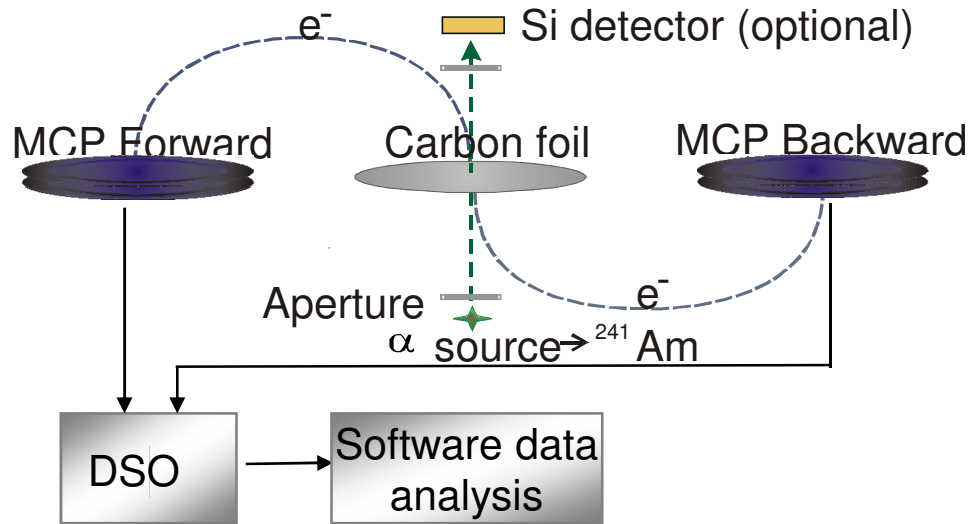 e⁻
Si detector (optional)
MCP Forward
Carbon foil
MCP Backward
Aperture
e⁻
α source → ²⁴¹ Am
DSO
Software data
analysis